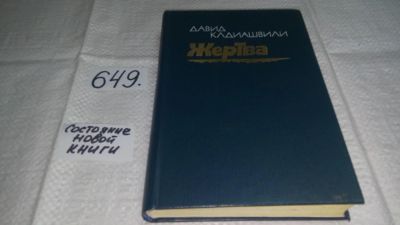 649.
состояние
новой
книги
ДАВИД
КЛДИАШВИЛИ
Жертва